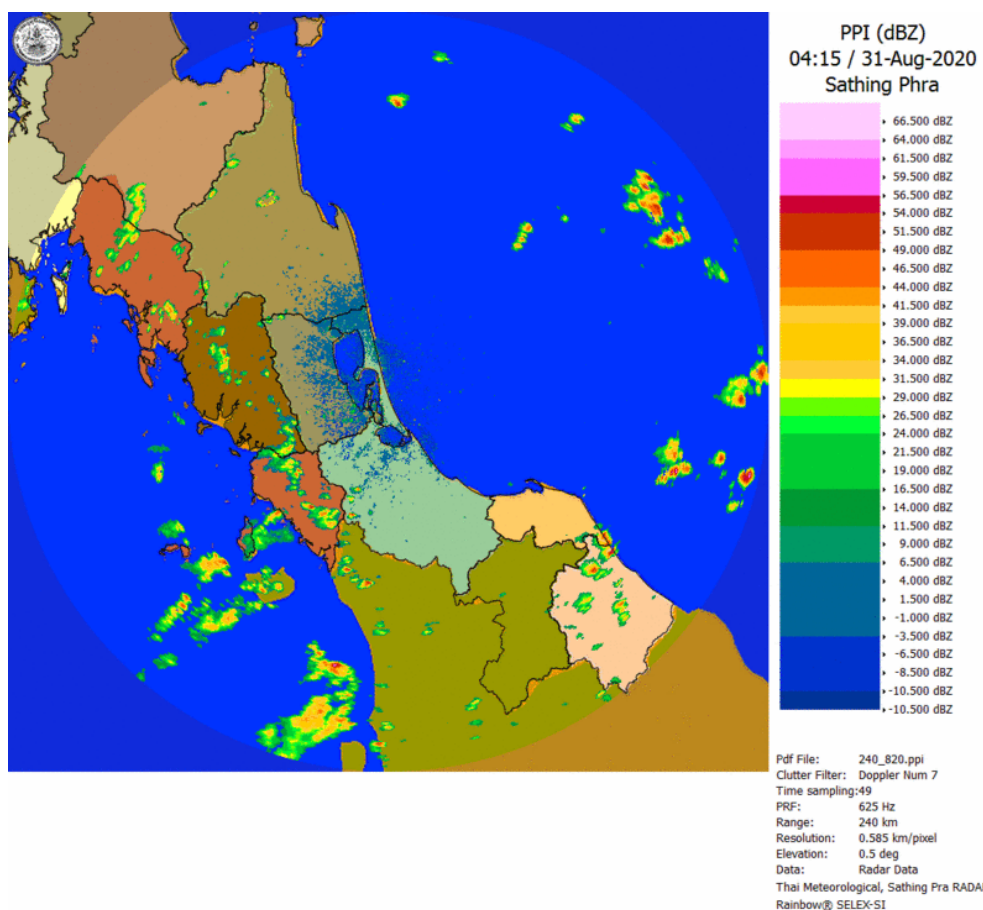 PPI (dBZ)
04:15 / 31-Aug-2020
Sathing Phra
66.500 dBZ
64.000 dBZ
61.500 dBZ
59.500 dBZ
56.500 dBZ
54.000 dBZ
51.500 dBZ
49.000 dBZ
46.500 dBZ
44.000 dBZ
41.500 dBZ
39.000 dBZ
36.500 dBZ
34.000 dBZ
31.500 dBZ
29.000 dBZ
26.500 dBZ
24.000 dBZ
21.500 dBZ
19.000 dBZ
16.500 dBZ
14.000 dBZ
11.500 dBZ
9.000 dBZ
6.500 dBZ
4.000 dBZ
1.500 dBZ
-1.000 dBZ
-3.500 dBZ
-6.500 dBZ
-8.500 dBZ
-10.500 dBZ
-10.500 dBZ
Pdf File: 240_820.ppi
Clutter Filter: Doppler Num 7
Time sampling:49
PRF: 625 Hz
Range: 240 km
Resolution: 0.585 km/pixel
Elevation: 0.5 deg
Data: Radar Data
Thai Meteorological, Sathing Pra RADA
Rainbow® SELEX-SI